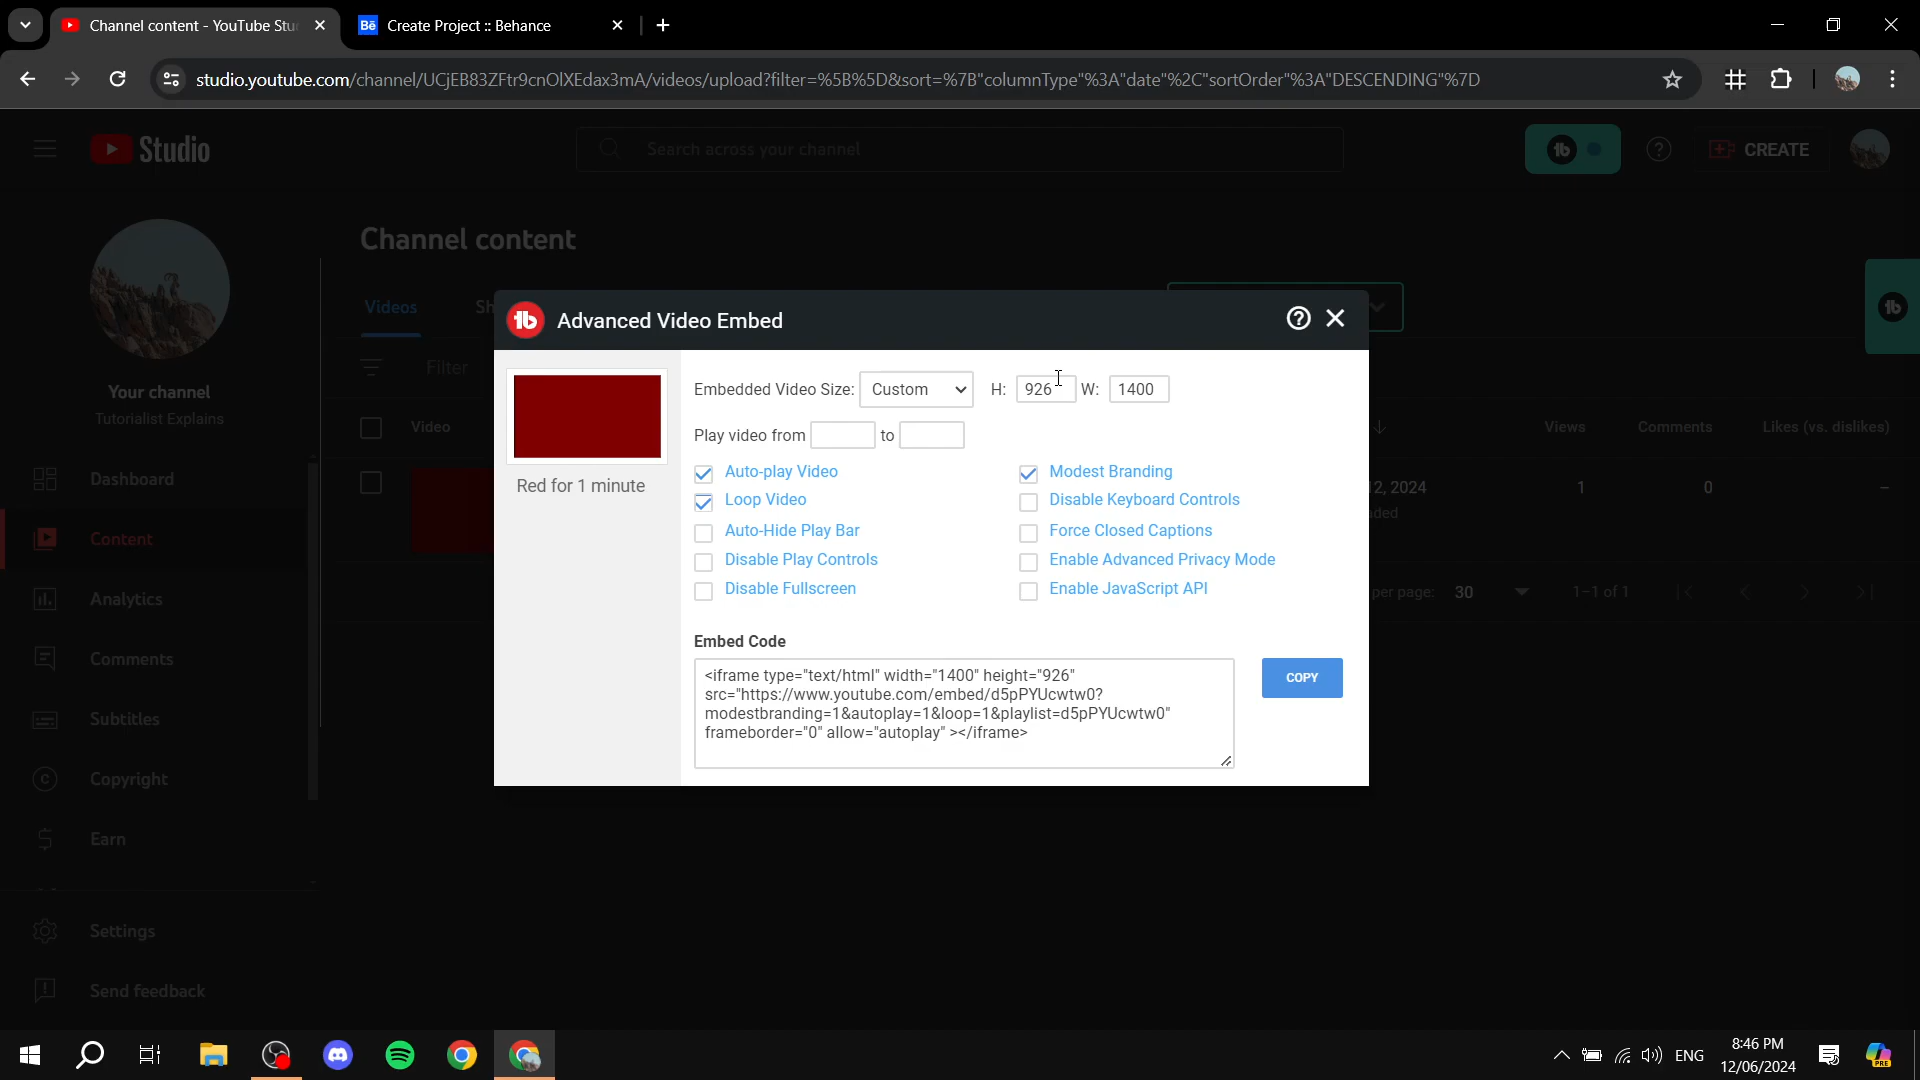 Channel content - YouTube Stu
Create Project :: Behance
studio.youtube.com/channel/UCjEB83ZFtr9cnOlXEdax3mA/videos/upload?filter=%5B%5D&sort=%7B"columnType"%3A"date"%2C"sortOrder"%3A"DESCENDING"%7D
Studio
Search across your channel
CREATE
Channel content
Videos
Sh
Filter
Your channel
Tutorialist Explains
Video
Views
Comments
Likes (vs. dislikes)
12, 2024
1
0
–
per page:
30
1–1 of 1
Dashboard
Content
Analytics
Comments
Subtitles
Copyright
Earn
Settings
Send feedback
Advanced Video Embed
Red for 1 minute
Embedded Video Size:
Custom
H:
926
W:
1400
Play video from
to
Auto-play Video
Modest Branding
Loop Video
Disable Keyboard Controls
Auto-Hide Play Bar
Force Closed Captions
Disable Play Controls
Enable Advanced Privacy Mode
Disable Fullscreen
Enable JavaScript API
Embed Code
<iframe type="text/html" width="1400" height="926"
src="https://www.youtube.com/embed/d5pPYUcwtw0?
modestbranding=1&autoplay=1&loop=1&playlist=d5pPYUcwtw0"
frameborder="0" allow="autoplay" ></iframe>
COPY
ENG
8:46 PM
12/06/2024